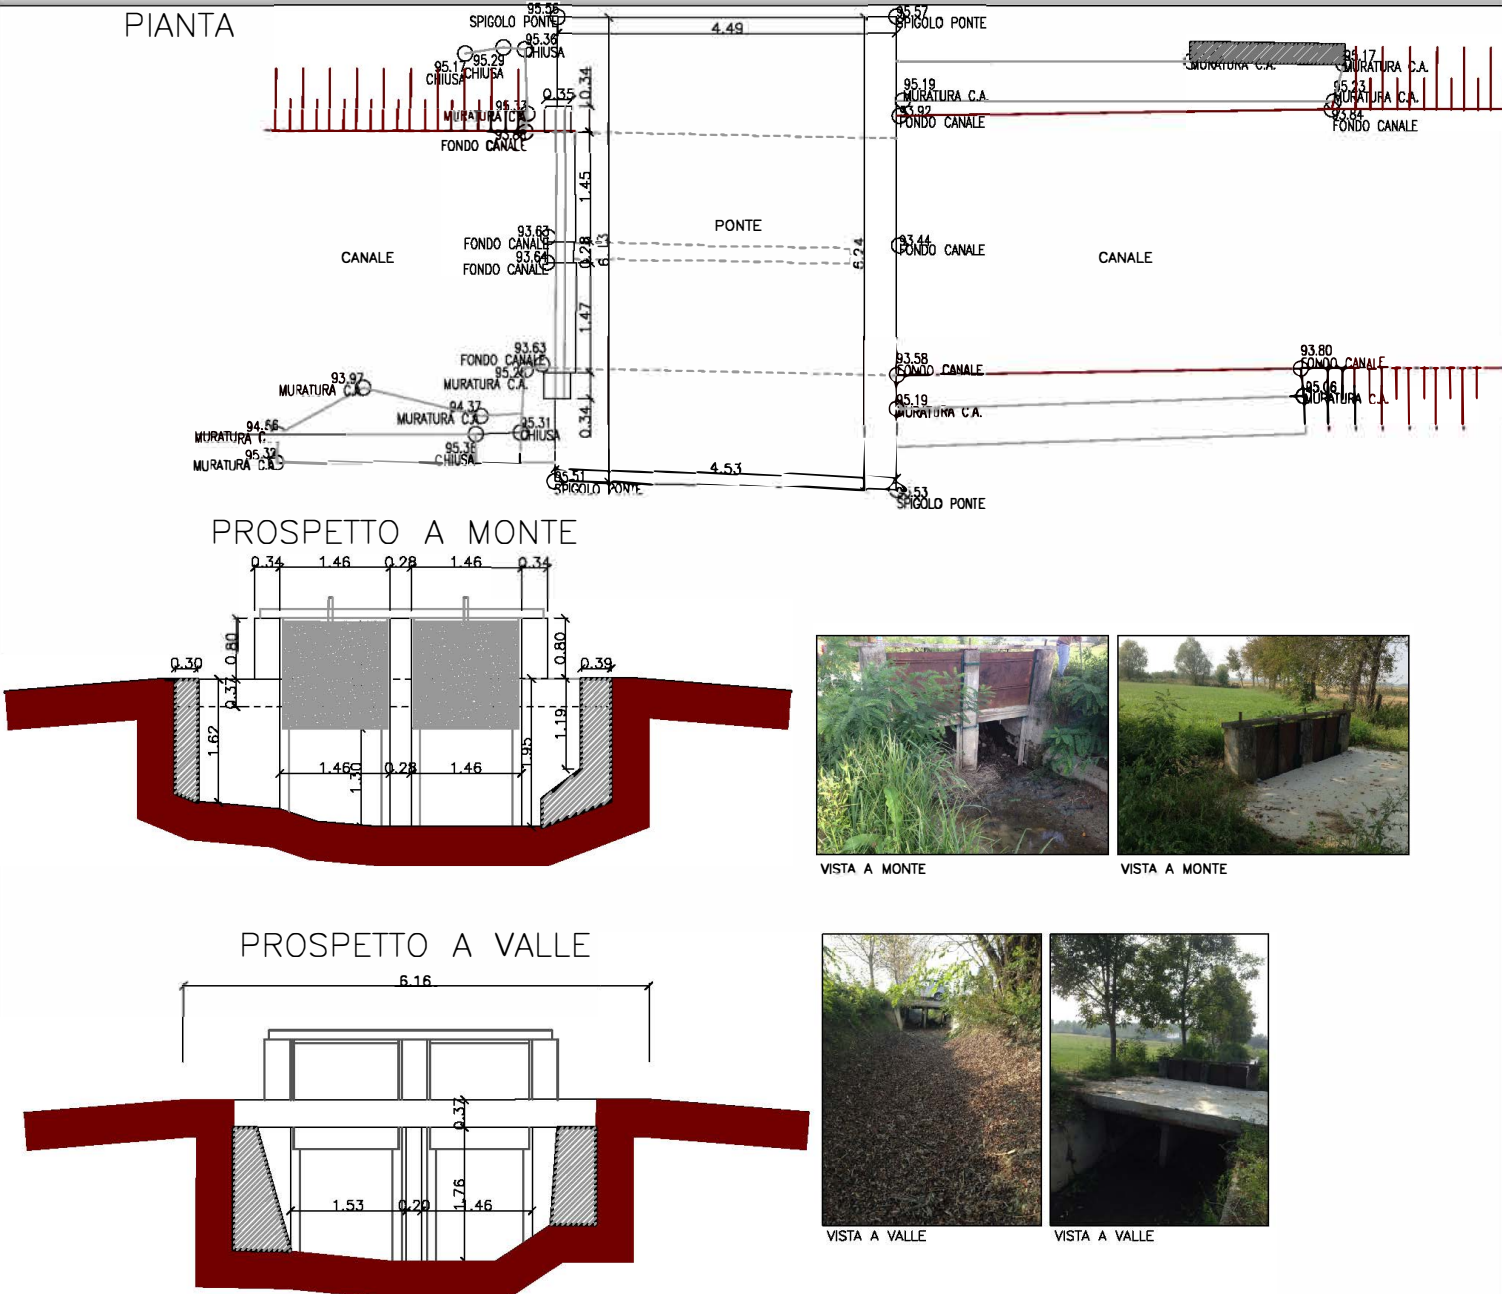 PIANTA
95.56
SPIGOLO PONTE
95.57
SPIGOLO PONTE
4.49
95.36
CHIUSA
95.29
CHIUSA
95.17
CHIUSA
0.34
0.35
MURATURA C.A.
FONDO CANALE
95.19
MURATURA C.A.
93.92
FONDO CANALE
MURATURA C.A.
95.17
MURATURA C.A.
95.23
MURATURA C.A.
93.84
FONDO CANALE
1.45
93.63
FONDO CANALE
93.64
FONDO CANALE
0.28
6.13
PONTE
6.24
93.44
FONDO CANALE
CANALE
CANALE
1.47
93.63
FONDO CANALE
MURATURA C.A.
93.97
MURATURA C.A.
94.37
MURATURA C.A.
94.56
MURATURA C.
95.31
CHIUSA
95.36
CHIUSA
95.32
MURATURA C.A.
0.34
93.58
FONDO CANALE
95.19
MURATURA C.A.
93.80
FONDO CANALE
95.06
MURATURA C.A.
4.53
95.51
SPIGOLO PONTE
95.53
SPIGOLO PONTE
PROSPETTO A MONTE
0.34 1.46 0.28 1.46 0.34
0.80
0.80
0.30
0.39
0.37
1.62
1.19
1.95
1.46 0.28 1.46
1.30
VISTA A MONTE
VISTA A MONTE
PROSPETTO A VALLE
6.16
0.37
1.76
1.53 0.20 1.46
VISTA A VALLE
VISTA A VALLE